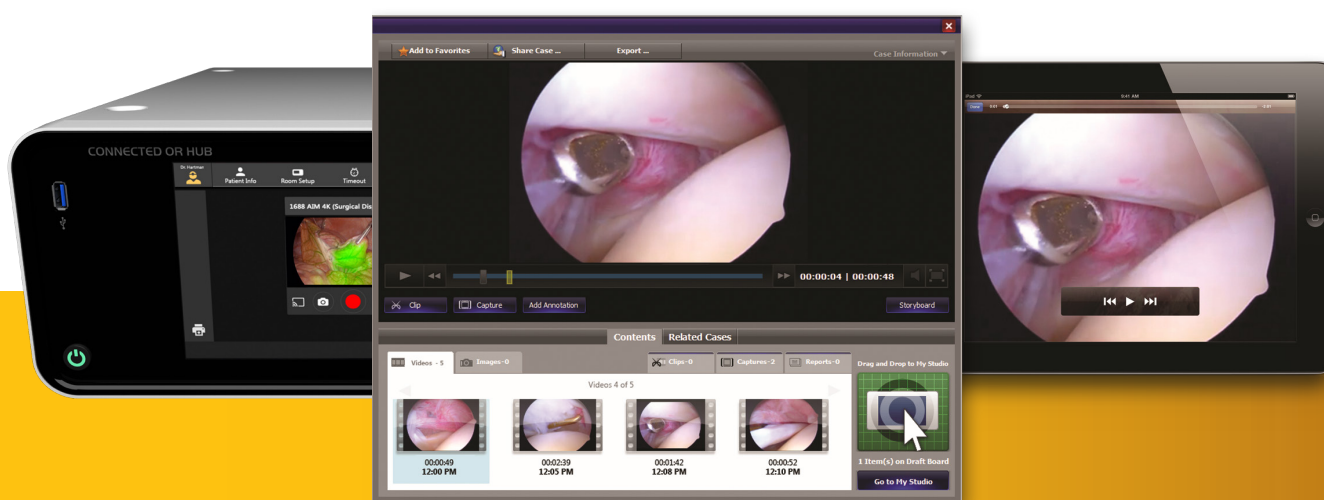 CONNECTED OR HUB
Dr. Hartman
Patient Info
Room Setup
Timeout
1688 AIM 4K (Surgical Dis
Add to Favorites
Share Case ...
Export ...
Case Information
00:00:04 | 00:00:48
Clip
Capture
Add Annotation
Storyboard
Contents
Related Cases
Videos - 5
Images-0
Clips-0
Captures-2
Reports-0
Drag and Drop to My Studio
Videos 4 of 5
00:00:49
12:00 PM
00:02:39
12:05 PM
00:01:42
12:08 PM
00:00:52
12:10 PM
1 Item(s) on Draft Board
Go to My Studio
iPad
9:41 AM